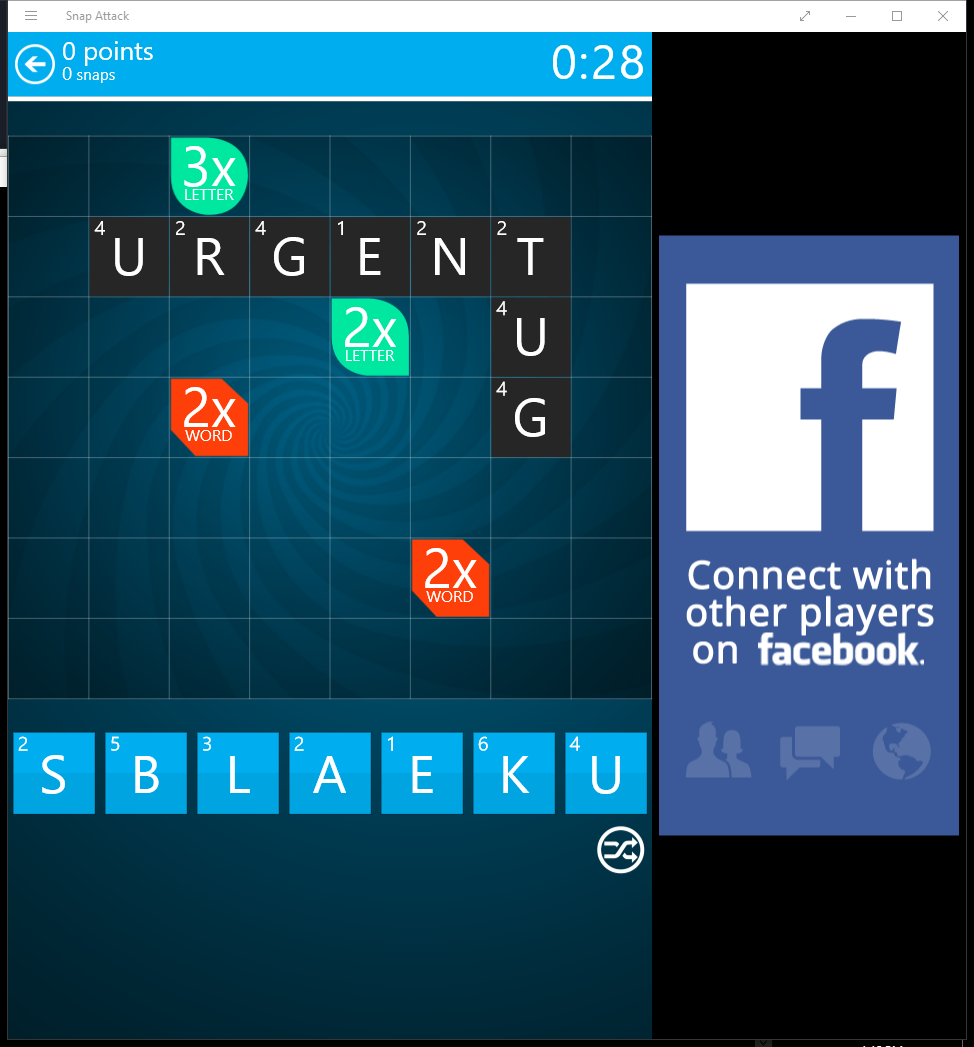 Snap Attack
0 points
0 snaps
0:28
3x
LETTER
4 U 2 R 4 G 1 E 2 N 2 T
2x
LETTER
4 U
2x
WORD
4 G
2x
WORD
2 S 5 B 3 L 2 A 1 E 6 K 4 U
f
Connect with
other players
on facebook.